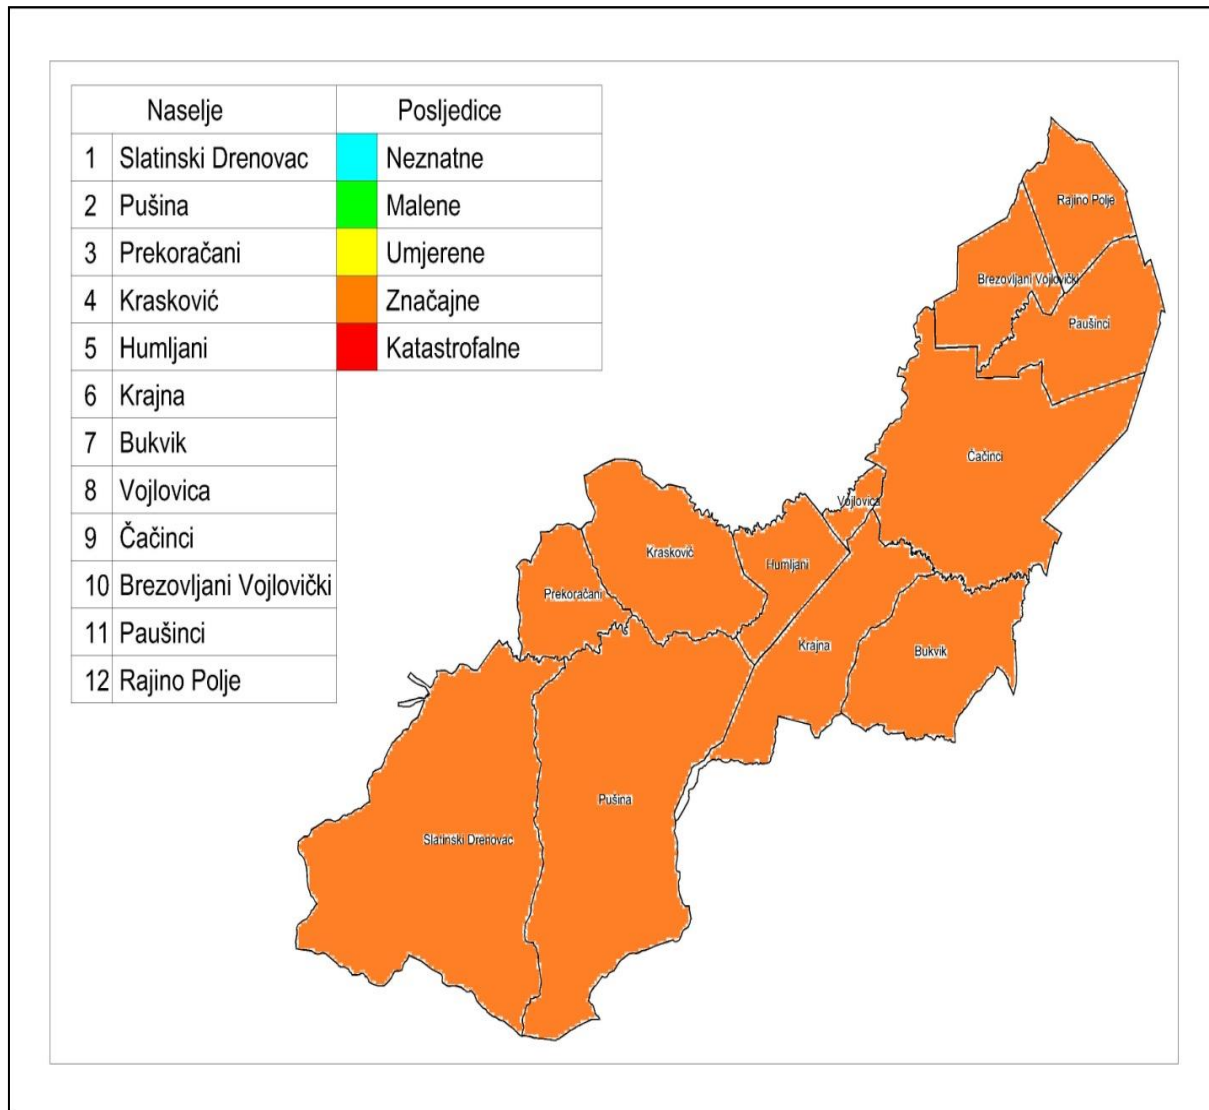 Naselje Posljedice
1 Slatinski Drenovac Neznatne
2 Pušina Malene
3 Prekoračani Umjerene
4 Krasković Značajne
5 Humljani Katastrofalne
6 Krajna
7 Bukvik
8 Vojlovica
9 Čačinci
10 Brezovljani Vojlovički
11 Paušinci
12 Rajino Polje
Rajino Polje
Brezovljani Vojlovički
Paušinci
Čačinci
Vojlovica
Krasković
Humljani
Prekoračani
Krajna
Bukvik
Pušina
Slatinski Drenovac